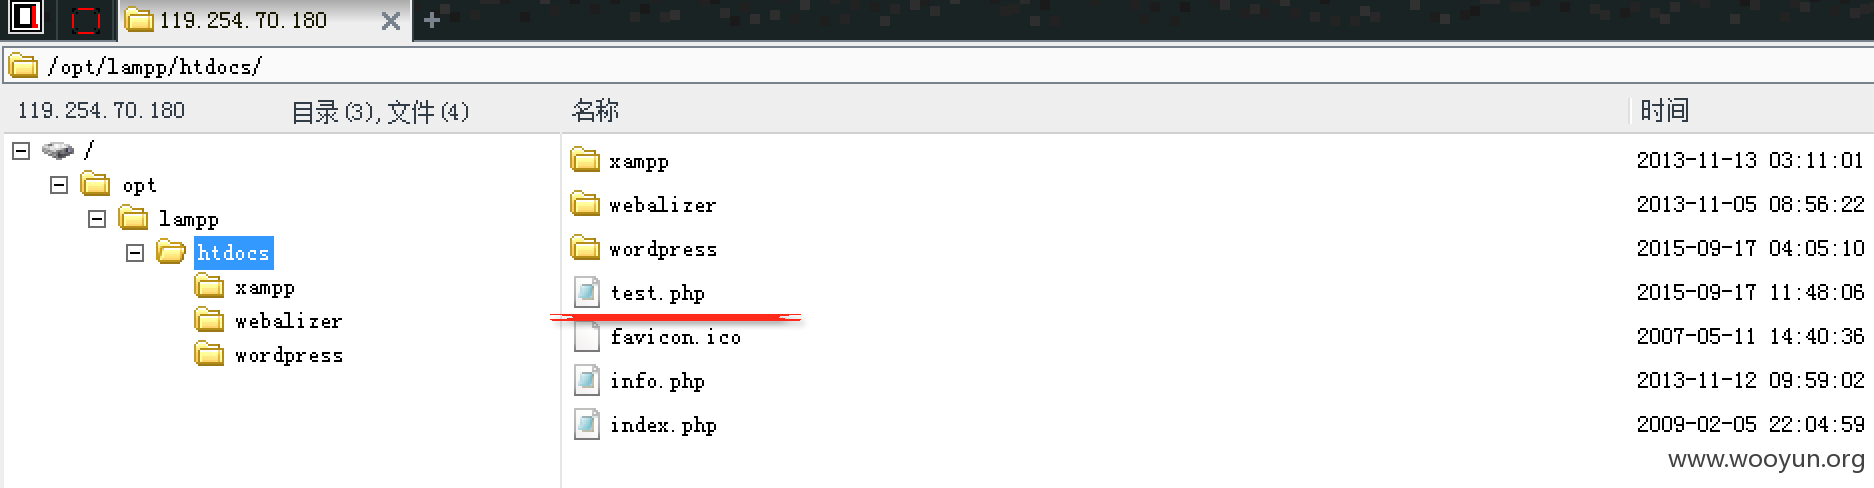 119.254.70.180
/opt/lampp/htdocs/
119.254.70.180 目录(3),文件(4) 名称 时间
/
opt
lampp
htdocs
xampp
webalizer
wordpress
xampp 2013-11-13 03:11:01
webalizer 2013-11-05 08:56:22
wordpress 2015-09-17 04:05:10
test.php 2015-09-17 11:48:06
favicon.ico 2007-05-11 14:40:36
info.php 2013-11-12 09:59:02
index.php 2009-02-05 22:04:59
www.wooyun.org